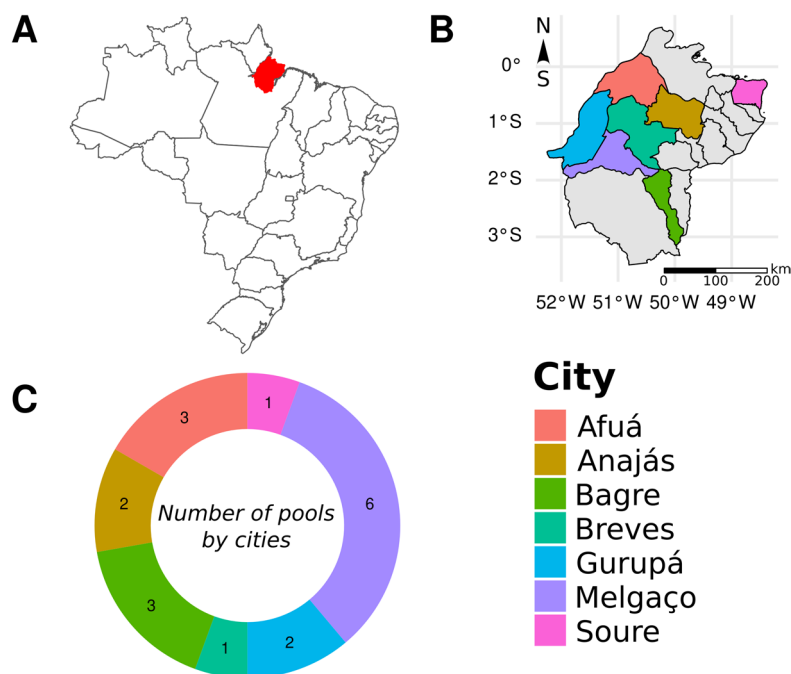 A
B
N
S
0°
1°S
2°S
3°S
km
0 100 200
52°W 51°W 50°W 49°W
C
3
1
2
6
3
1
2
Number of pools
by cities
City
Afuá
Anajás
Bagre
Breves
Gurupá
Melgaço
Soure